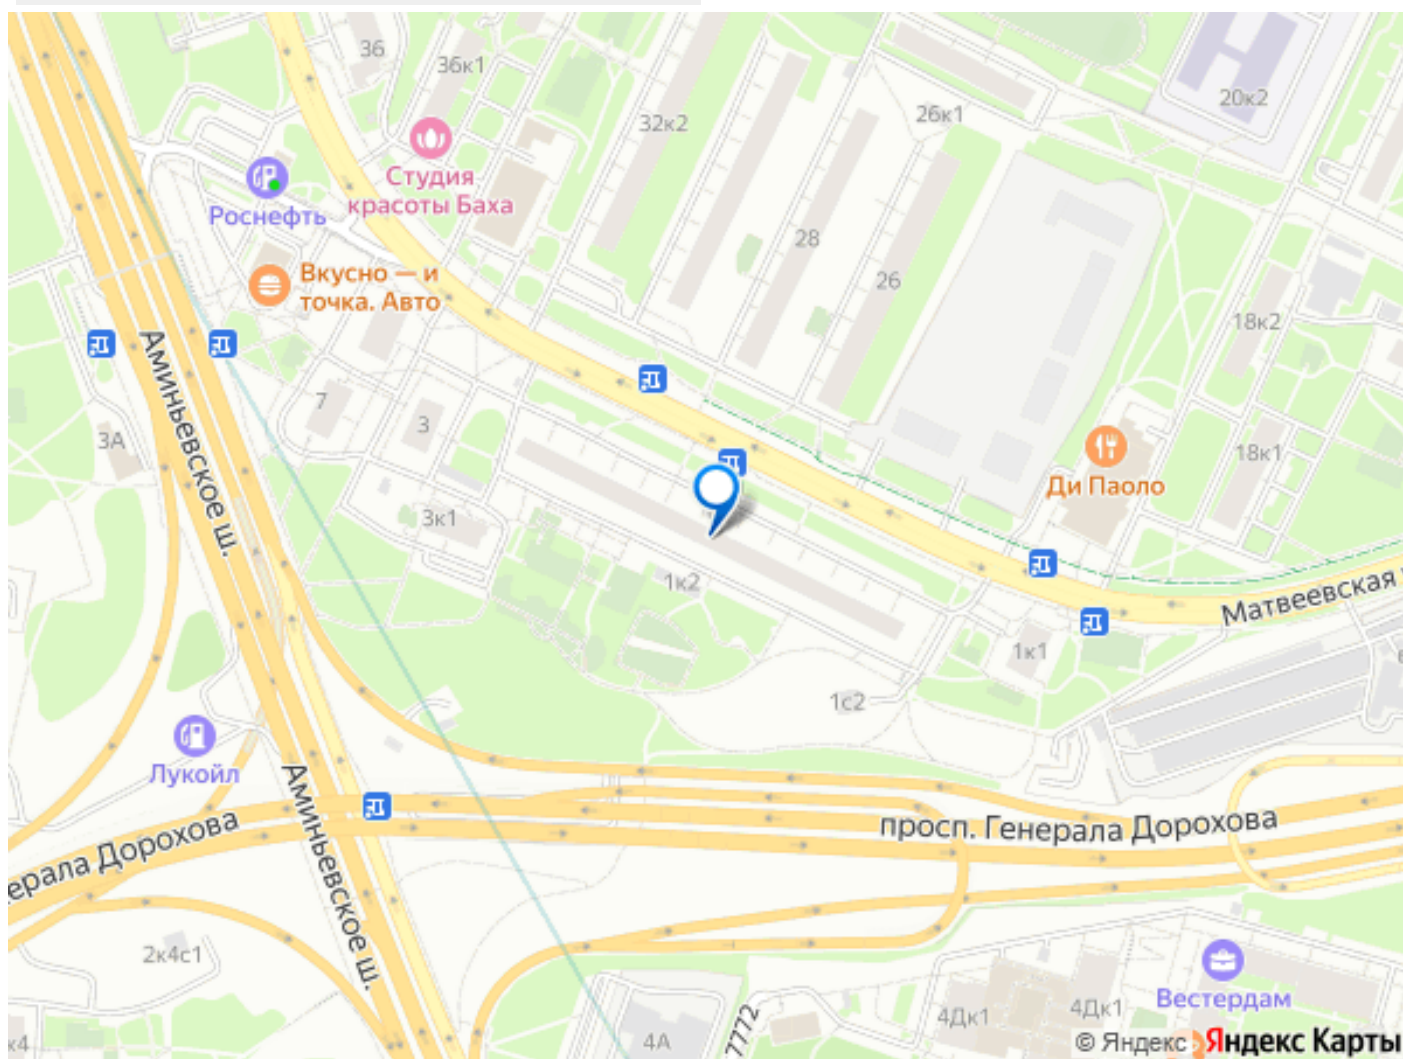 36
36к1
20к2
32к2
26к1
Студия
красоты Баха
Роснефть
28
Вкусно — и
точка. Авто
26
18к2
Аминьевское ш.
7
3
3А
18к1
Ди Паоло
3к1
1к2
Матвеевская
1к1
1с2
Лукойл
Аминьевское ш.
просп. Генерала Дорохова
ерала Дорохова
2к4с1
Вестердам
4Дк1
4Дк1
7772
4А
к4
© Яндекс Яндекс Карты